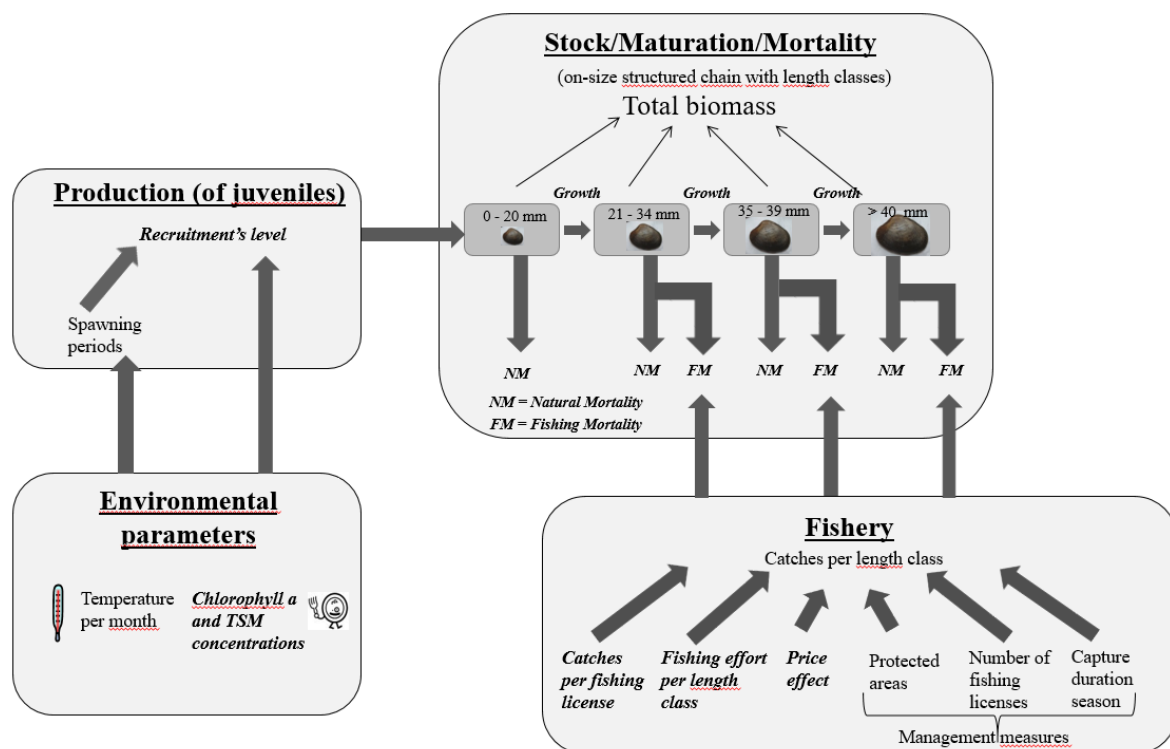 Stock/Maturation/Mortality
(on-size structured chain with length classes)
Total biomass
Growth
Growth
Growth
0 - 20 mm
21 - 34 mm
35 - 39 mm
> 40 mm
NM
NM
FM
NM
FM
NM
FM
NM = Natural Mortality
FM = Fishing Mortality
Production (of juveniles)
Recruitment's level
Spawning
periods
Environmental
parameters
Temperature
per month
Chlorophyll a
and TSM
concentrations
Fishery
Catches per length class
Catches
per fishing
license
Fishing effort
per length
class
Price
effect
Protected
areas
Number of
fishing
licenses
Capture
duration
season
Management measures